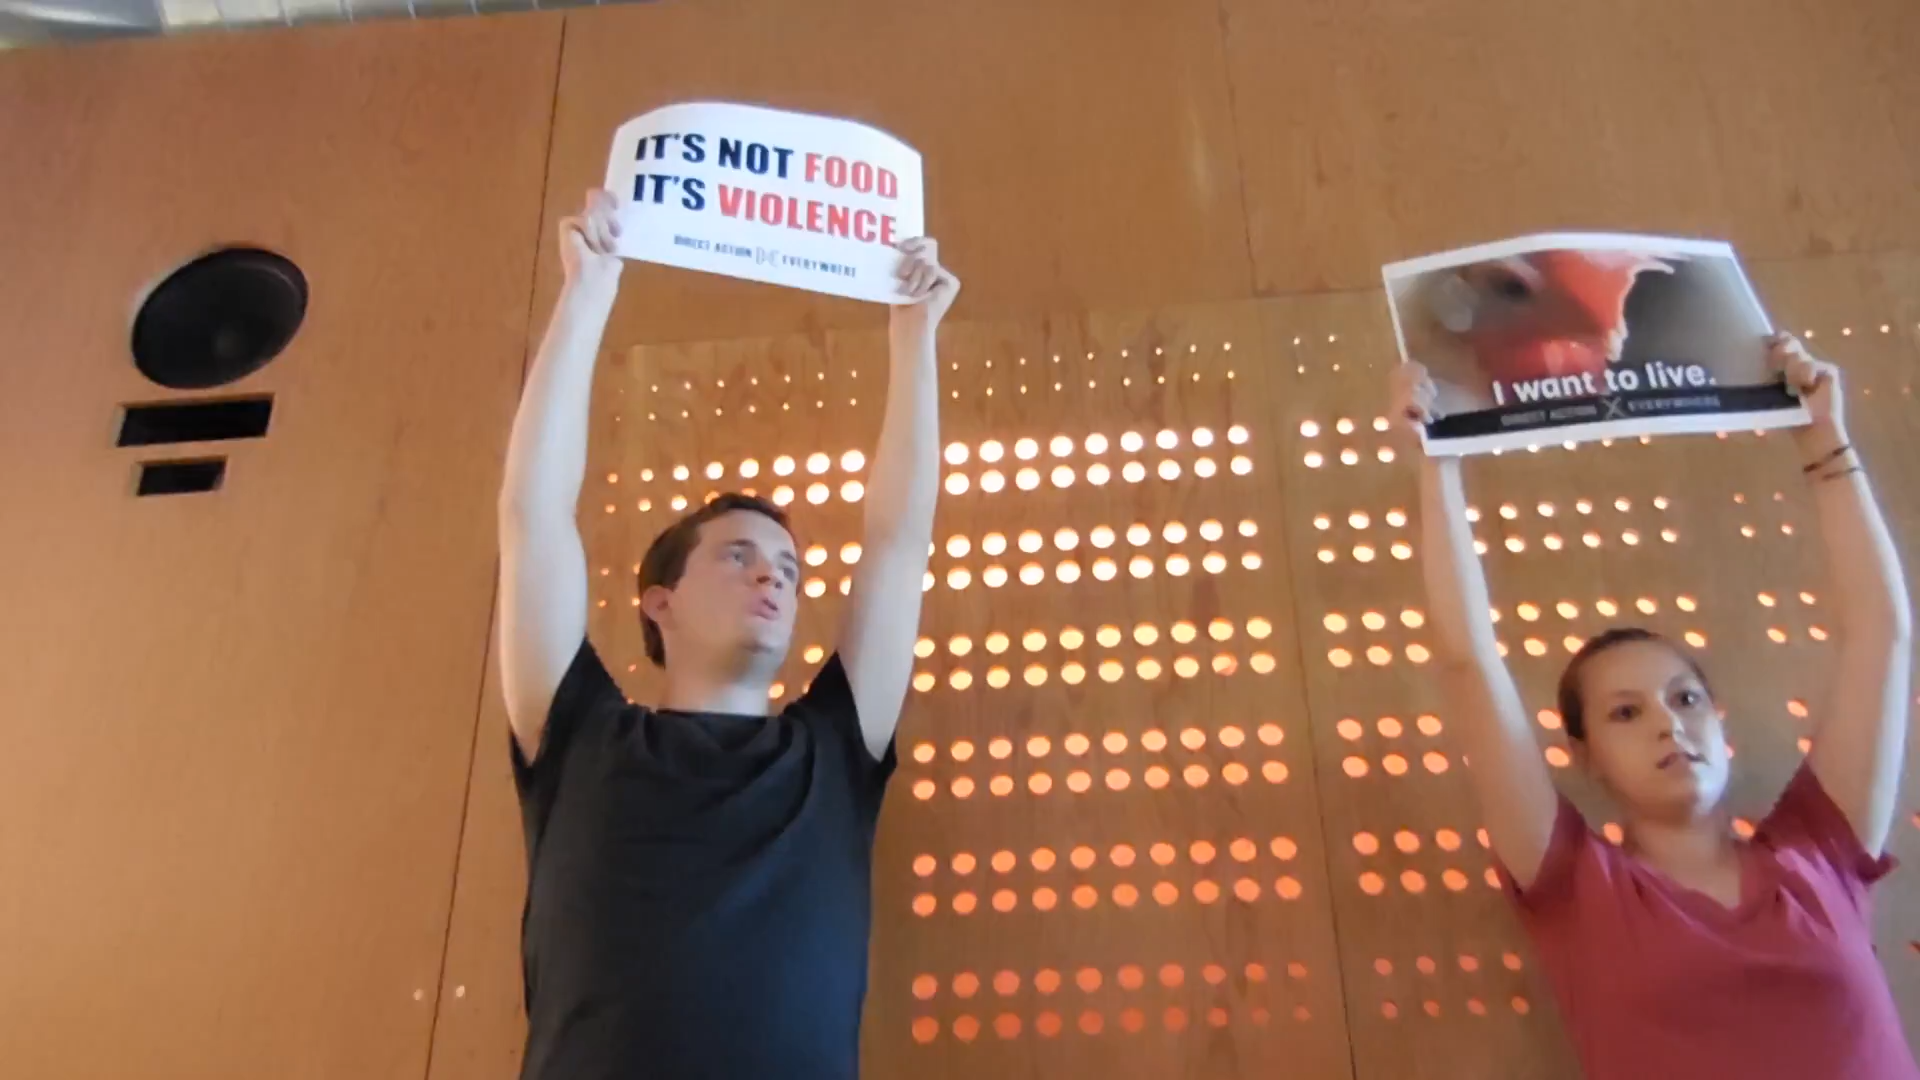 IT'S NOT FOOD
IT'S VIOLENCE
DIRECT ACTION EVERYWHERE
I want to live.
DIRECT ACTION EVERYWHERE